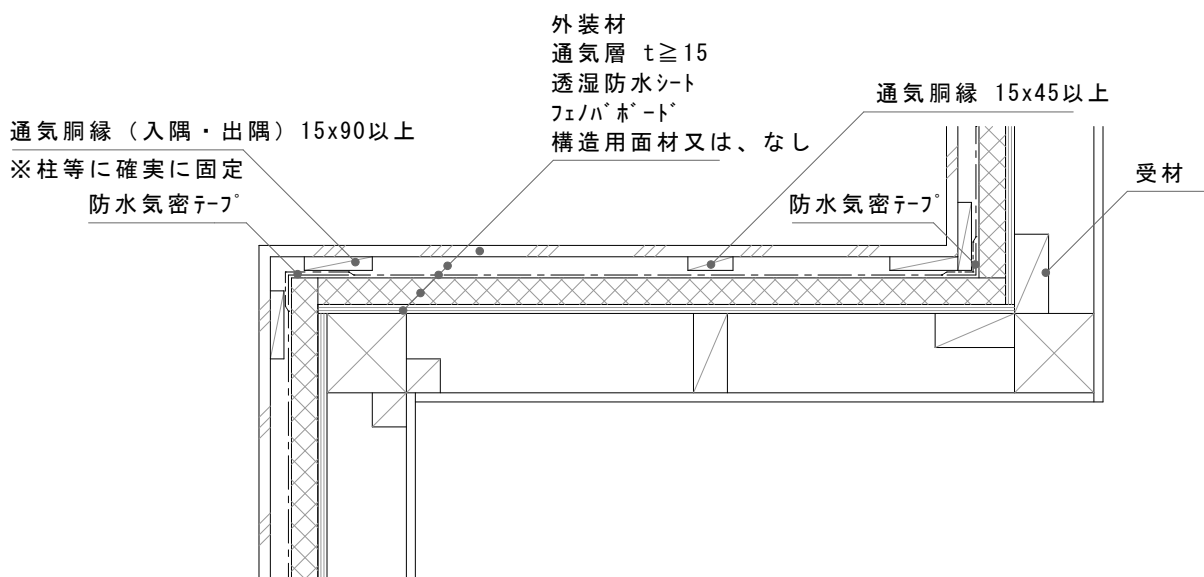 外装材
通気層 t≧15
透湿防水ｼｰﾄ
ﾌｪﾉﾊﾞﾎﾞｰﾄﾞ
構造用面材又は、なし
通気胴縁 15x45以上
通気胴縁（入隅・出隅）15x90以上
※柱等に確実に固定
防水気密ﾃｰﾌﾟ
防水気密ﾃｰﾌﾟ
受材